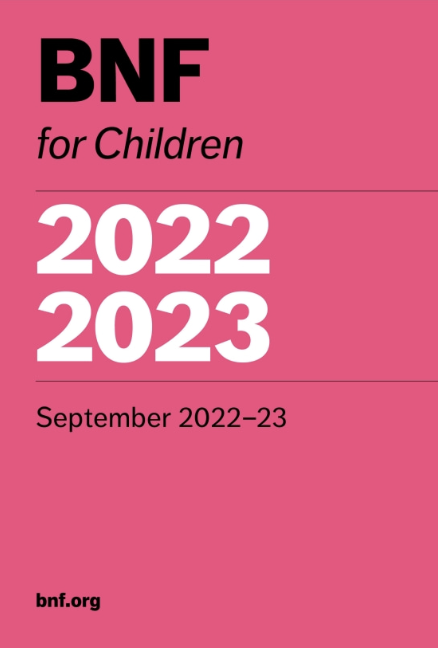 BNF
for Children
2022
2023
September 2022–23
bnf.org